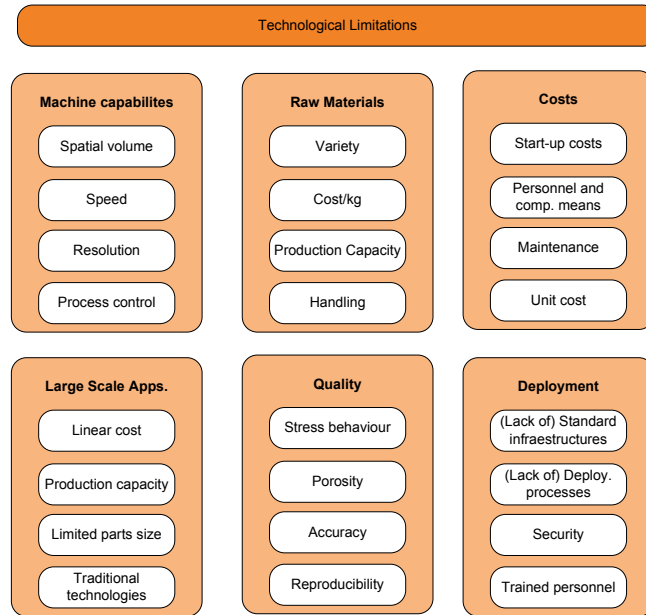 Technological Limitations
Machine capabilites
Spatial volume
Speed
Resolution
Process control
Raw Materials
Variety
Cost/kg
Production Capacity
Handling
Costs
Start-up costs
Personnel and
comp. means
Maintenance
Unit cost
Large Scale Apps.
Linear cost
Production capacity
Limited parts size
Traditional
technologies
Quality
Stress behaviour
Porosity
Accuracy
Reproducibility
Deployment
(Lack of) Standard
infraestructures
(Lack of) Deploy.
processes
Security
Trained personnel